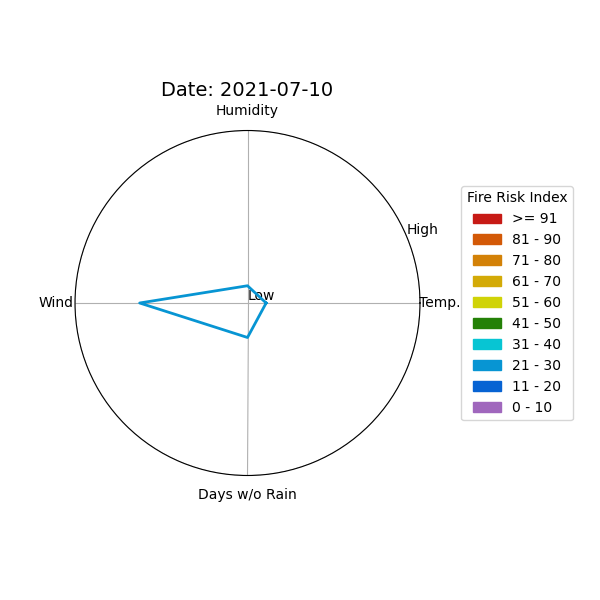 Date: 2021-07-10
Humidity
High
Low
Wind
Temp.
Days w/o Rain
Fire Risk Index
>= 91
81 - 90
71 - 80
61 - 70
51 - 60
41 - 50
31 - 40
21 - 30
11 - 20
0 - 10